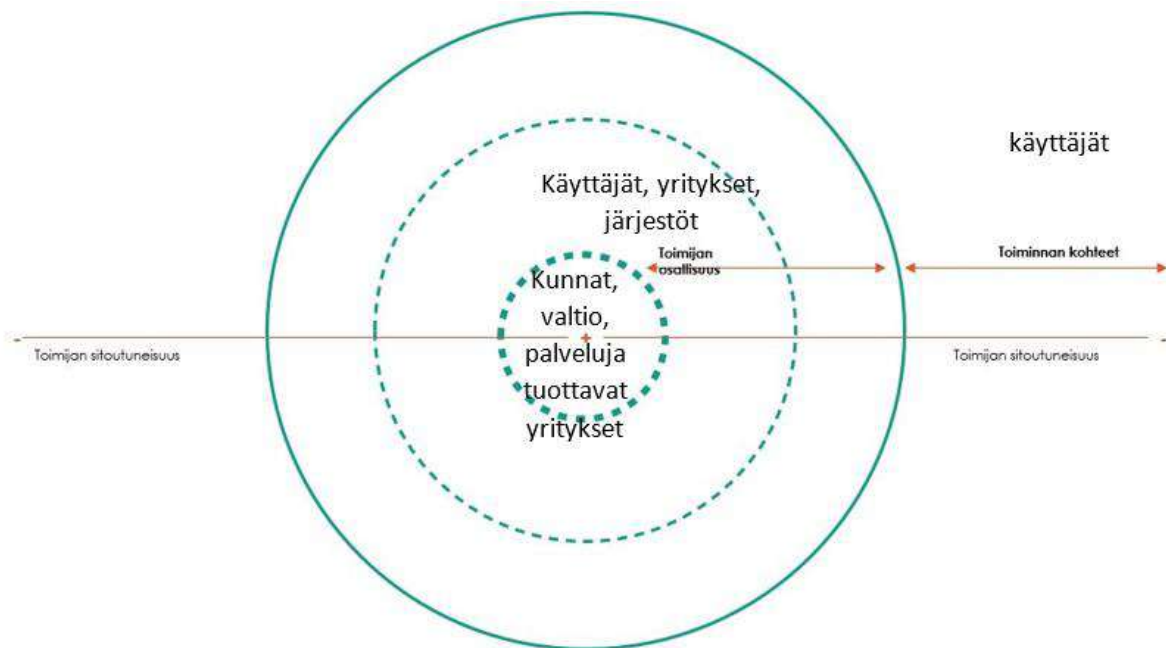 käyttäjät
Käyttäjät, yritykset,
järjestöt
Toimijan
osallisuus
Toiminnan kohteet
Kunnat,
valtio,
palveluja
tuottavat
yritykset
- + -
Toimijan sitoutuneisuus
Toimijan sitoutuneisuus